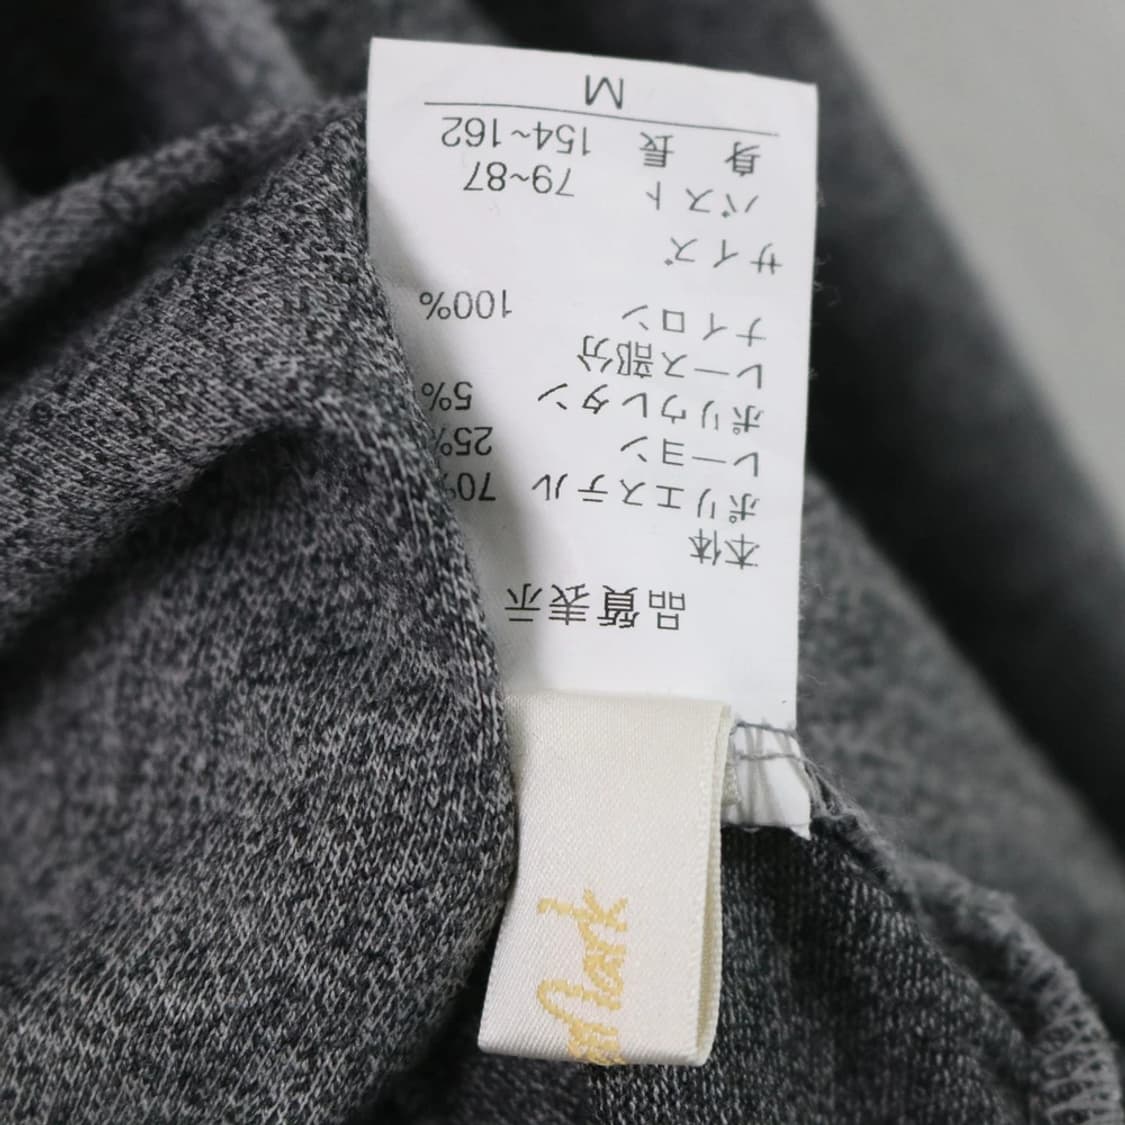 品質表示
本体
ポリエステル 70%
レーヨン 25%
ポリウレタン 5%
レース部分
ナイロン 100%
サイズ
バスト 79~87
身長 154~162
M